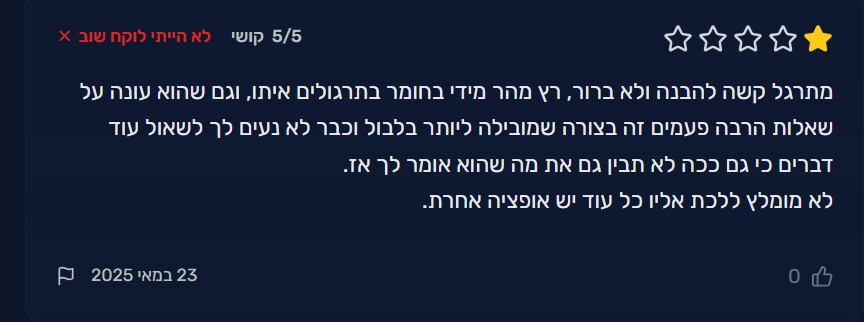 5/5 קושי לא הייתי לוקח שוב ✕
מתרגל קשה להבנה ולא ברור, רץ מהר מידי בחומר בתרגולים איתו, וגם שהוא עונה על
שאלות הרבה פעמים זה בצורה שמובילה ליותר בלבול וכבר לא נעים לך לשאול עוד
דברים כי גם ככה לא תבין גם את מה שהוא אומר לך אז.
לא מומלץ ללכת אליו כל עוד יש אופציה אחרת.
0 23 במאי 2025